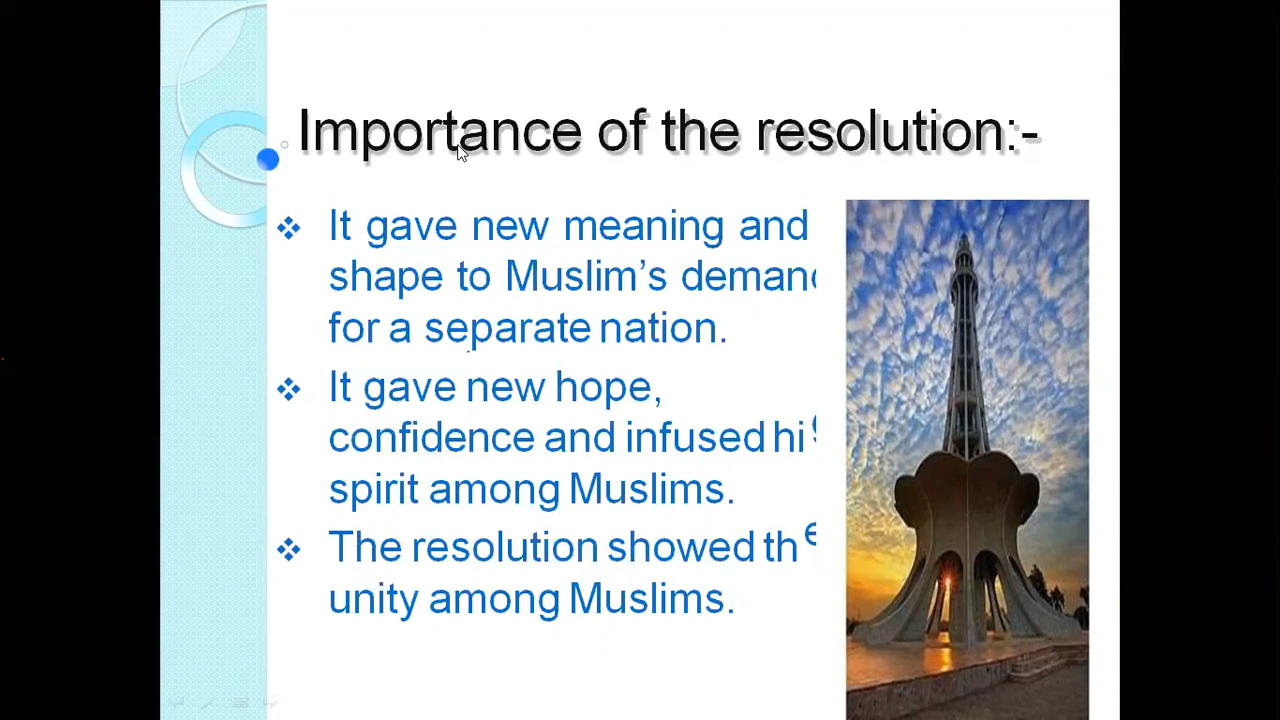 Importance of the resolution:-
❖ It gave new meaning and
shape to Muslim’s deman
for a separate nation.
❖ It gave new hope,
confidence and infused hi
spirit among Muslims.
❖ The resolution showed the
unity among Muslims.